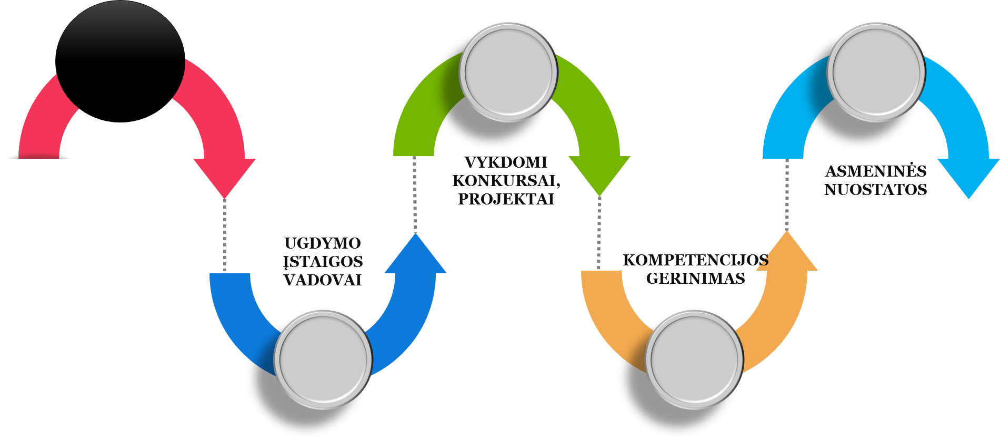 UGDYMO
ĮSTAIGOS
VADOVAI
VYKDOMI
KONKURSAI,
PROJEKTAI
KOMPETENCIJOS
GERINIMAS
ASMENINĖS
NUOSTATOS